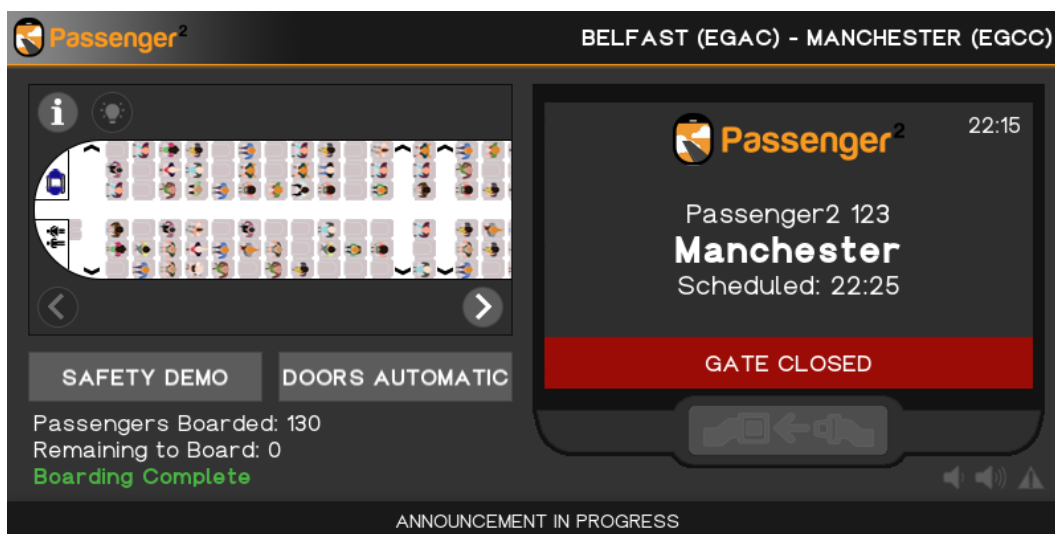 Passenger²
BELFAST (EGAC) - MANCHESTER (EGCC)
i
22:15
Passenger²
Passenger2 123
Manchester
Scheduled: 22:25
GATE CLOSED
SAFETY DEMO
DOORS AUTOMATIC
Passengers Boarded: 130
Remaining to Board: 0
Boarding Complete
ANNOUNCEMENT IN PROGRESS